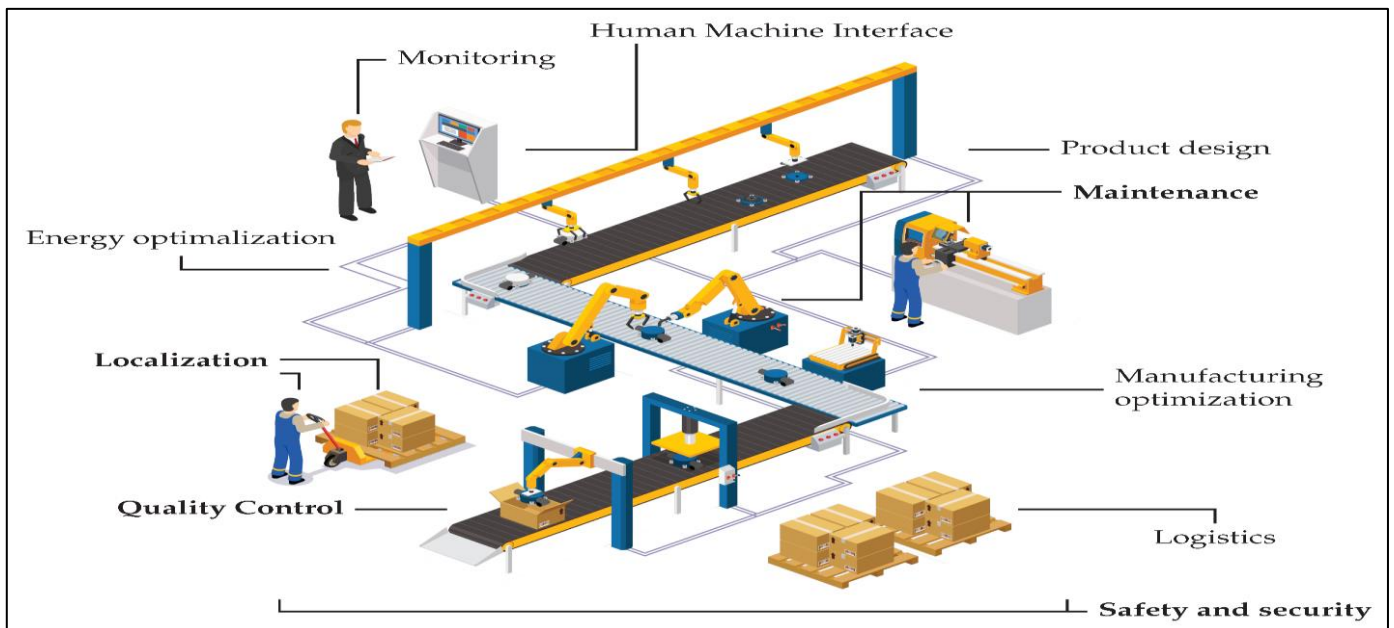 Human Machine Interface
Monitoring
Product design
Maintenance
Energy optimalization
Localization
Manufacturing
optimization
Quality Control
Logistics
Safety and security